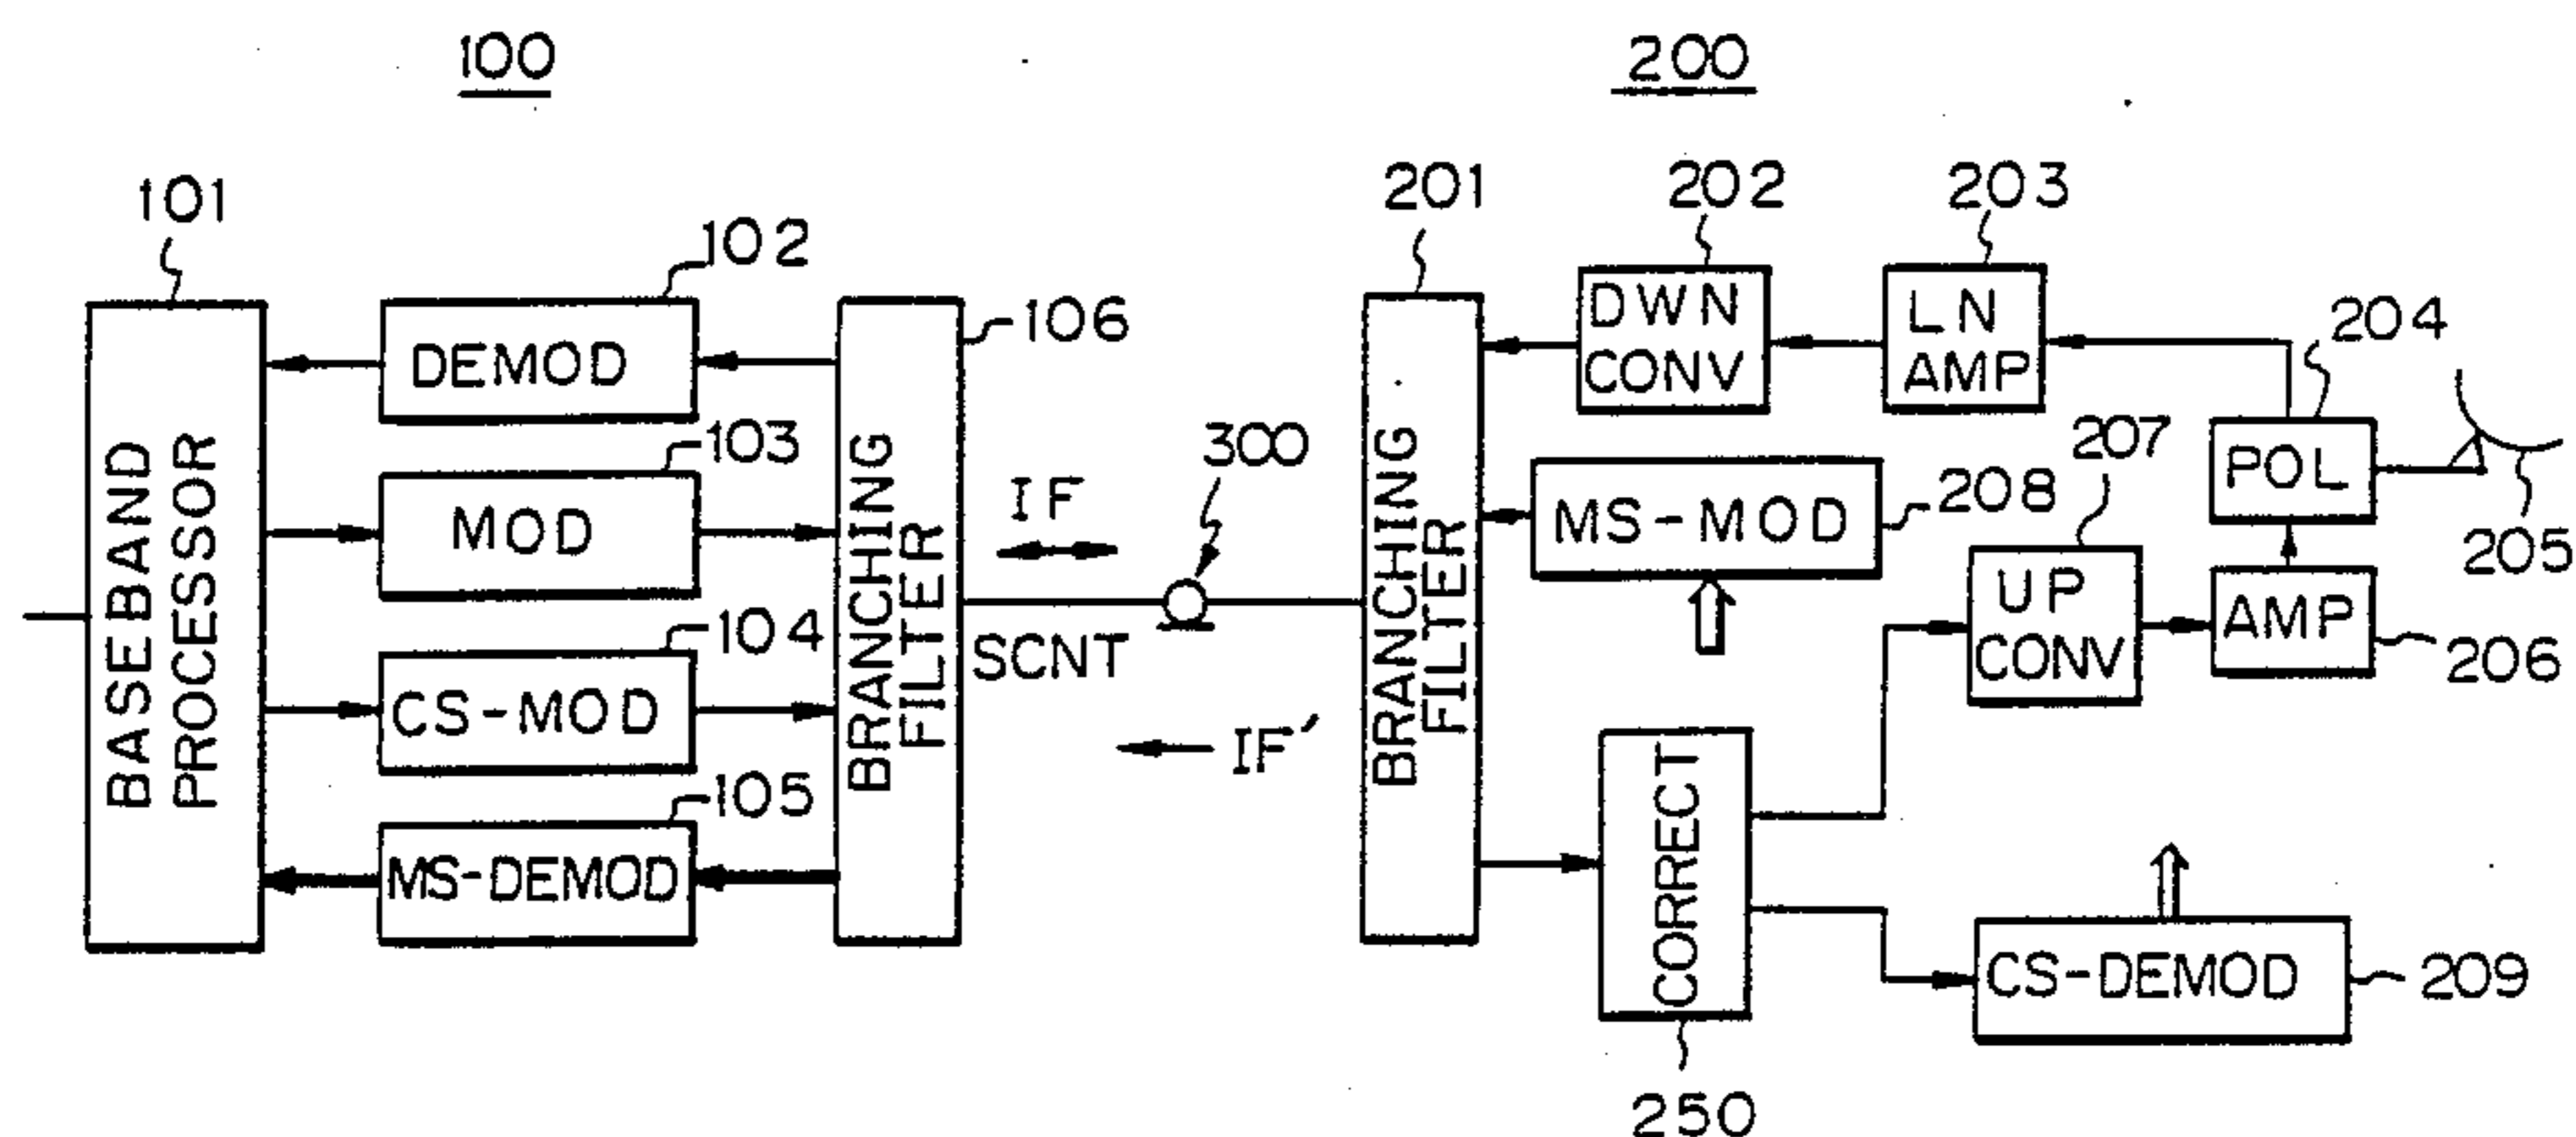 100
200
101
102
103
104
105
106
BASEBAND
PROCESSOR
DEMOD
MOD
CS-MOD
MS-DEMOD
BRANCHING
FILTER
IF
300
SCNT
IF'
201
202
203
204
205
206
207
208
209
250
BRANCHING
FILTER
DWN
CONV
LN
AMP
POL
MS-MOD
UP
CONV
AMP
CORRECT
CS-DEMOD